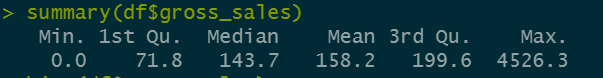 > summary(df$gross_sales)
Min. 1st Qu. Median Mean 3rd Qu. Max.
0.0 71.8 143.7 158.2 199.6 4526.3